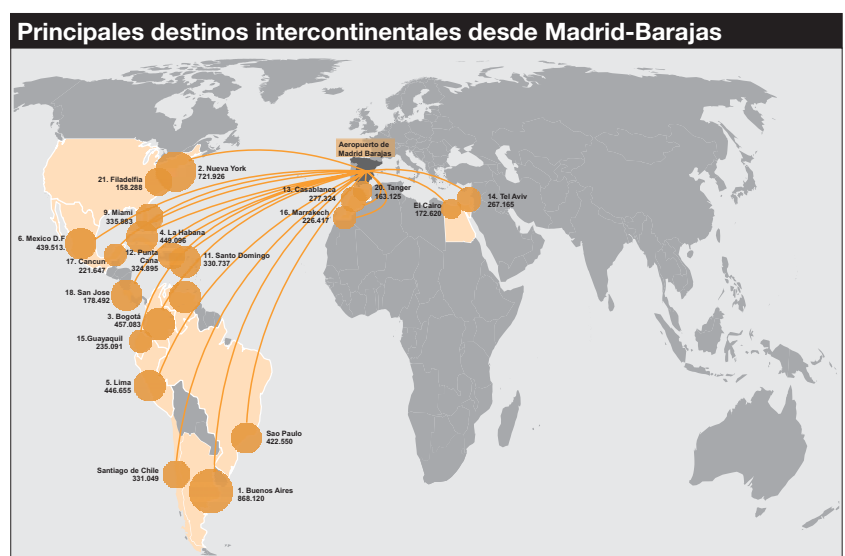 Principales destinos intercontinentales desde Madrid-Barajas
Aeropuerto de
Madrid Barajas
2. Nueva York
721.926
21. Filadelfia
158.288
9. Miami
335.883
4. La Habana
449.096
6. Mexico D.F
439.513.
12. Punta
Cana
324.895
17. Cancun
221.647
11. Santo Domingo
330.737
18. San Jose
178.492
3. Bogotá
457.083
15.Guayaquil
235.091
5. Lima
446.655
Sao Paulo
422.550
Santiago de Chile
331.049
1. Buenos Aires
868.120
13. Casablanca
277.324
20. Tanger
163.125
16. Marrakech
226.417
El Cairo
172.620
14. Tel Aviv
267.165